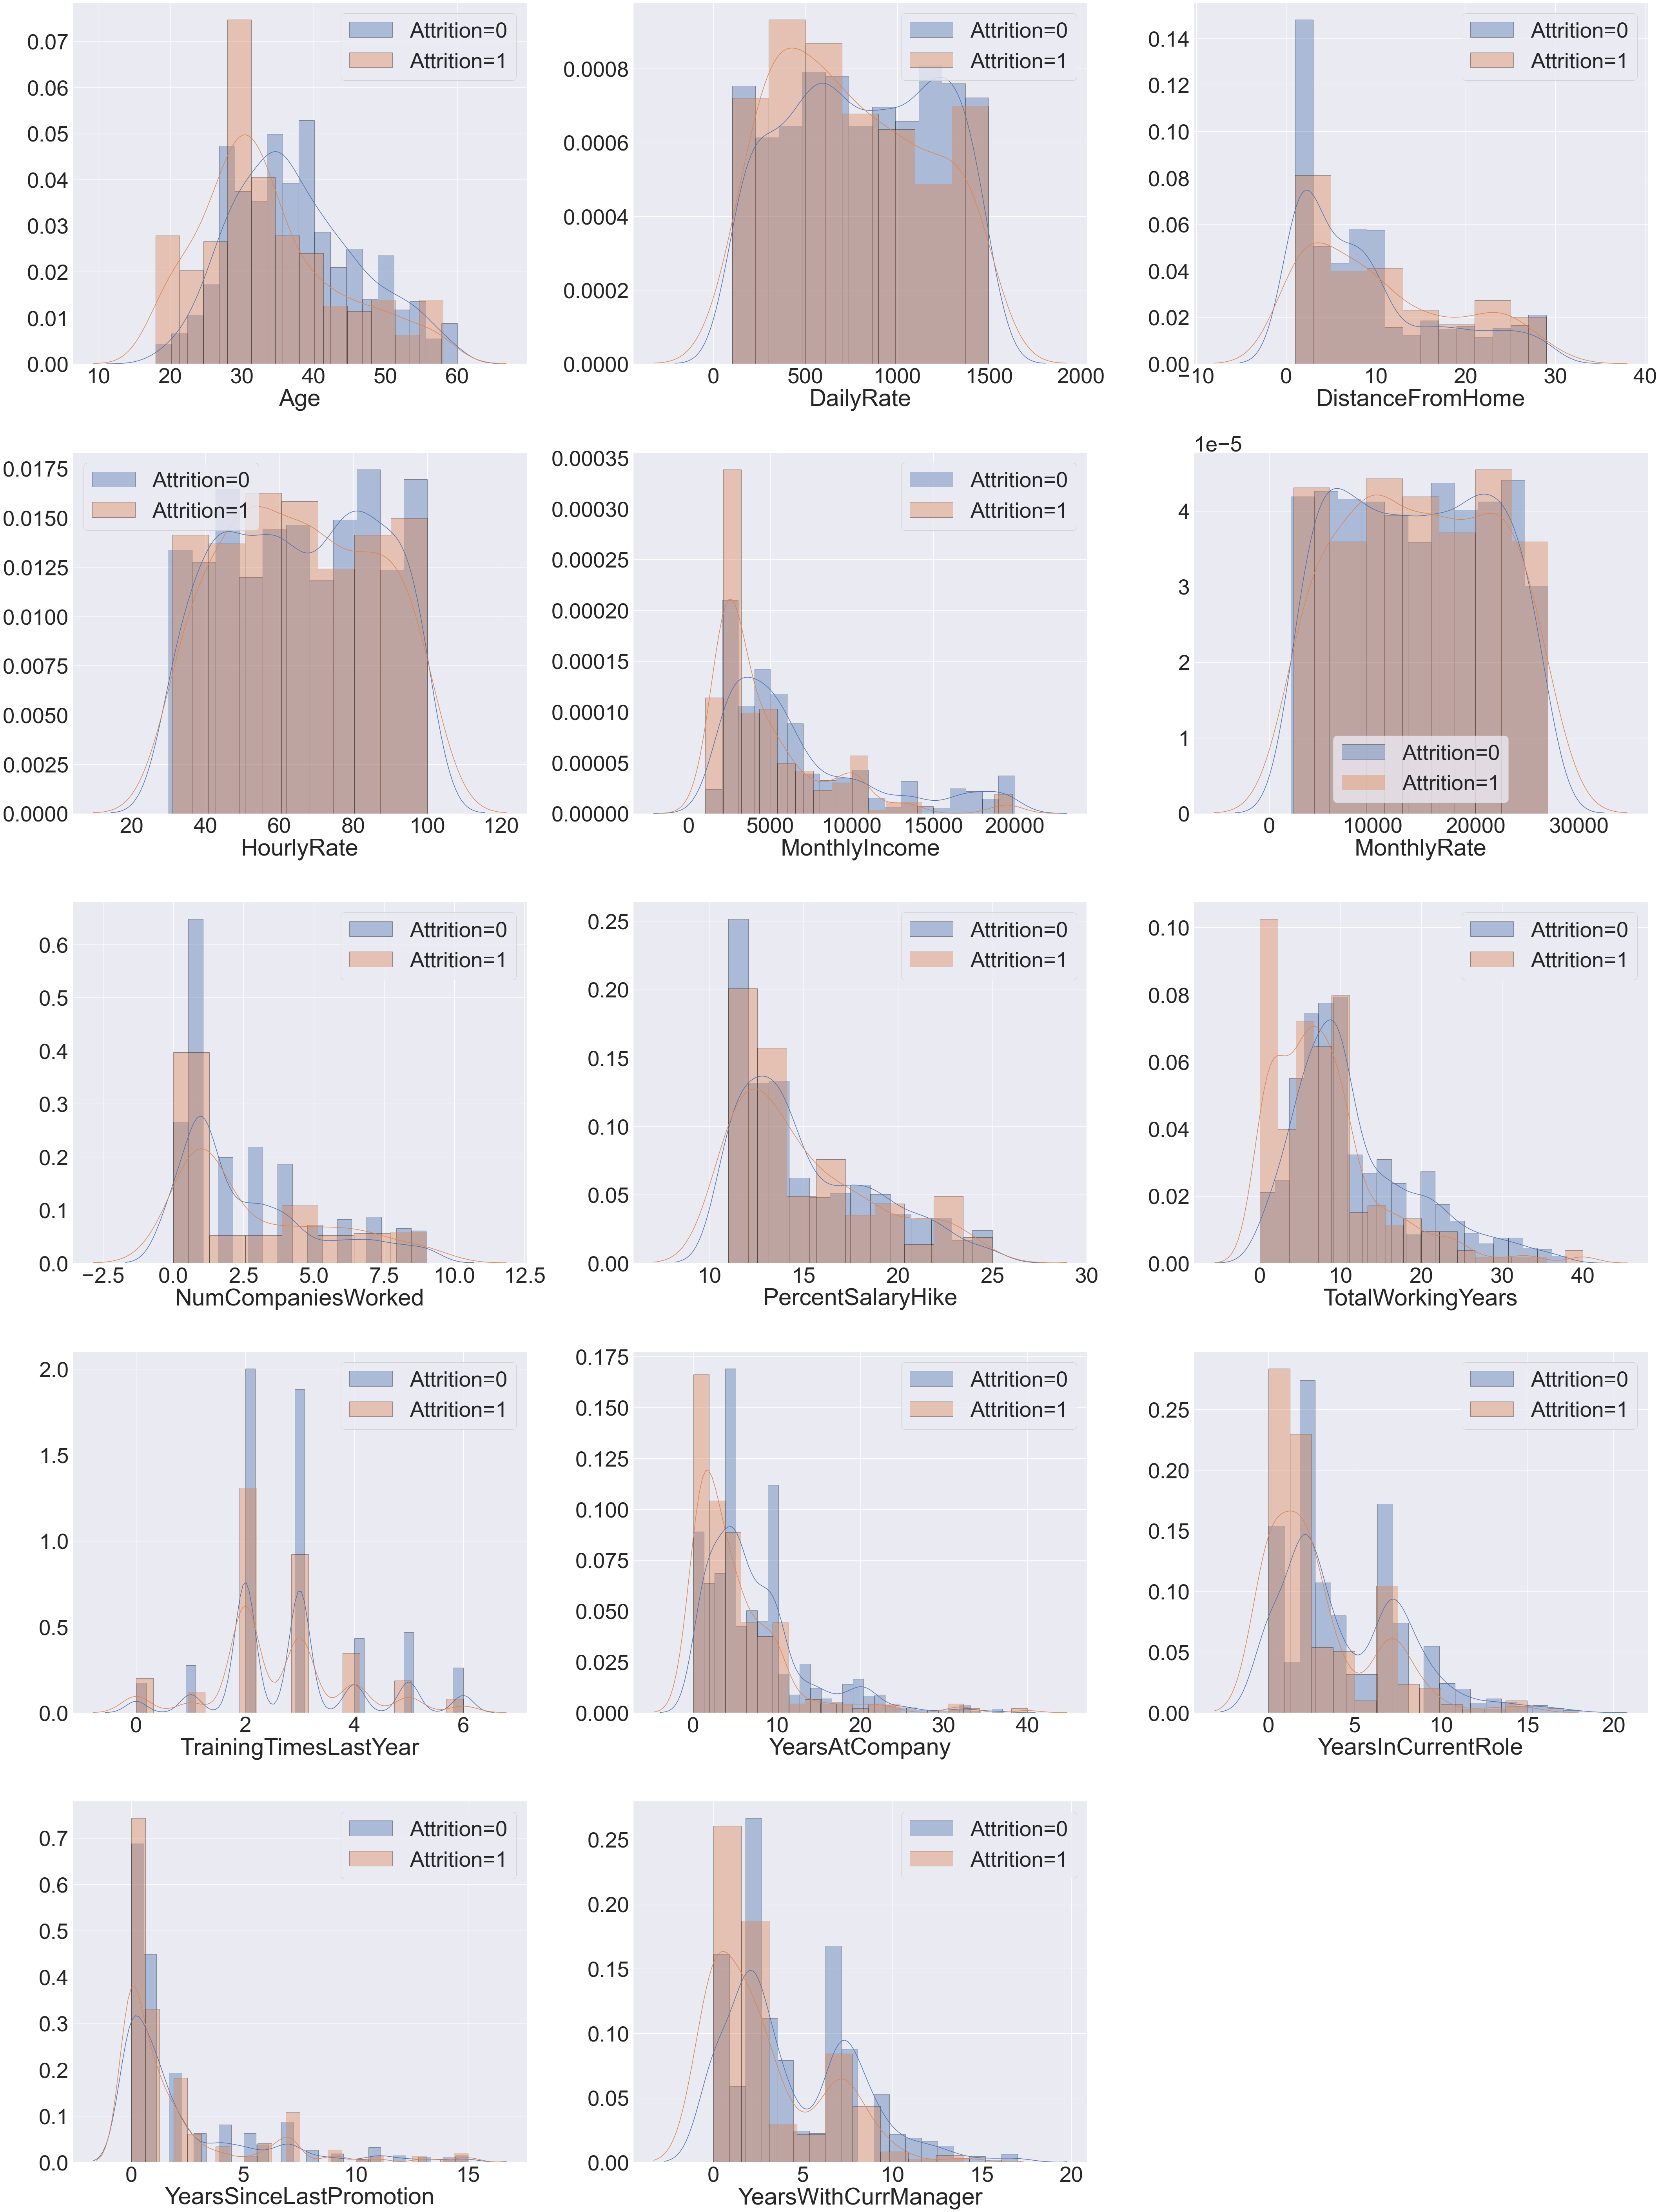 Attrition=0
Attrition=1
0.07
0.06
0.05
0.04
0.03
0.02
0.01
0.00
10 20 30 40 50 60
Age
Attrition=0
Attrition=1
0.0008
0.0006
0.0004
0.0002
0.0000
0 500 1000 1500 2000
DailyRate
Attrition=0
Attrition=1
0.14
0.12
0.10
0.08
0.06
0.04
0.02
0.00
−10 0 10 20 30 40
DistanceFromHome
Attrition=0
Attrition=1
0.0175
0.0150
0.0125
0.0100
0.0075
0.0050
0.0025
0.0000
20 40 60 80 100 120
HourlyRate
Attrition=0
Attrition=1
0.00035
0.00030
0.00025
0.00020
0.00015
0.00010
0.00005
0.00000
0 5000 10000 15000 20000
MonthlyIncome
1e−5
4
3
2
1
0
Attrition=0
Attrition=1
0 10000 20000 30000
MonthlyRate
Attrition=0
Attrition=1
0.6
0.5
0.4
0.3
0.2
0.1
0.0
−2.5 0.0 2.5 5.0 7.5 10.0 12.5
NumCompaniesWorked
Attrition=0
Attrition=1
0.25
0.20
0.15
0.10
0.05
0.00
10 15 20 25 30
PercentSalaryHike
Attrition=0
Attrition=1
0.10
0.08
0.06
0.04
0.02
0.00
0 10 20 30 40
TotalWorkingYears
Attrition=0
Attrition=1
2.0
1.5
1.0
0.5
0.0
0 2 4 6
TrainingTimesLastYear
Attrition=0
Attrition=1
0.175
0.150
0.125
0.100
0.075
0.050
0.025
0.000
0 10 20 30 40
YearsAtCompany
Attrition=0
Attrition=1
0.25
0.20
0.15
0.10
0.05
0.00
0 5 10 15 20
YearsInCurrentRole
Attrition=0
Attrition=1
0.7
0.6
0.5
0.4
0.3
0.2
0.1
0.0
0 5 10 15
YearsSinceLastPromotion
Attrition=0
Attrition=1
0.25
0.20
0.15
0.10
0.05
0.00
0 5 10 15 20
YearsWithCurrManager